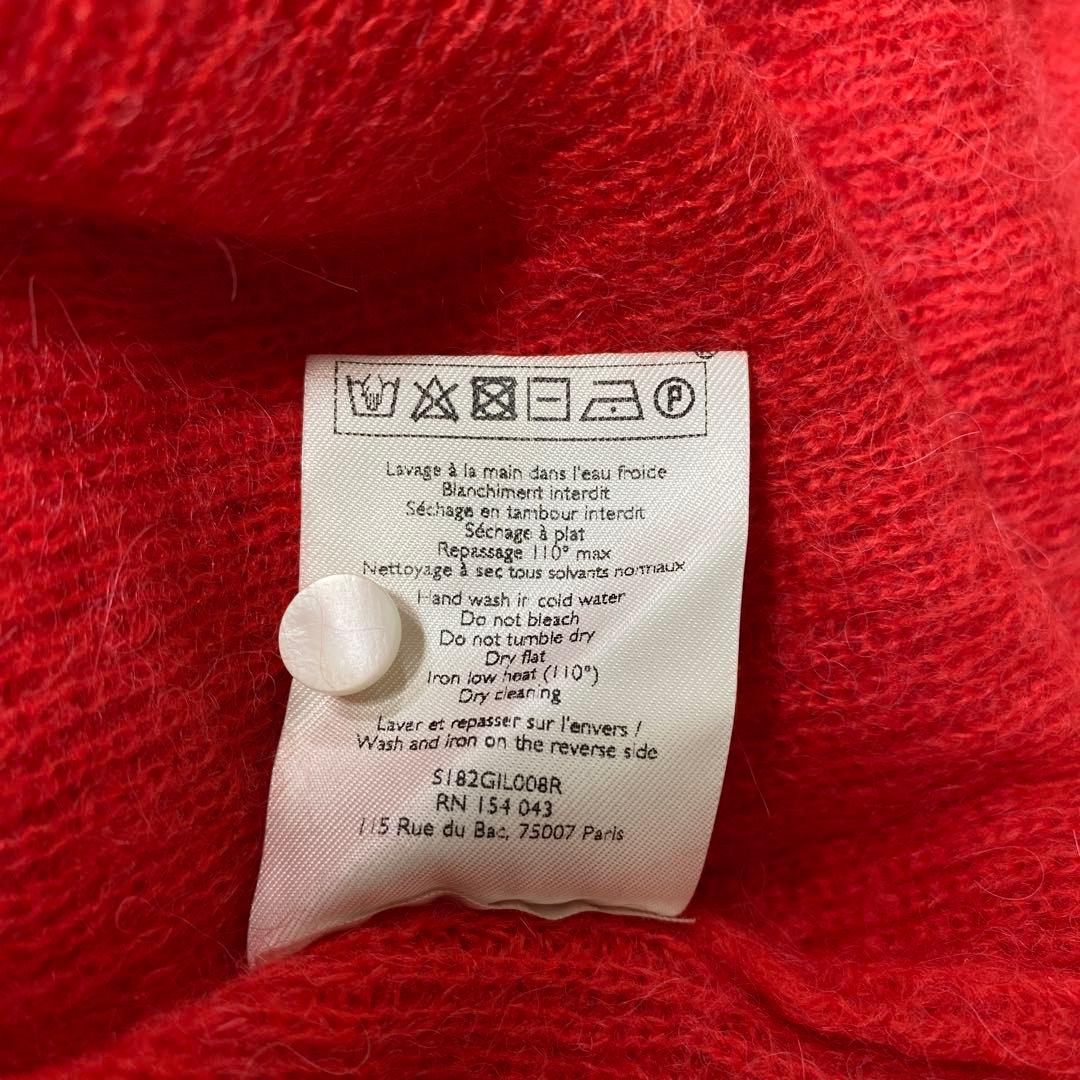 P
Lavage à la main dans l'eau froide
Blanchiment interdit
Séchage en tambour interdit
Séchage à plat
Repassage 110° max
Nettoyage à sec tous solvants normaux
Hand wash in cold water
Do not bleach
Do not tumble dry
Dry flat
Iron low heat (110°)
Dry cleaning
Laver et repasser sur l'envers /
Wash and iron on the reverse side
S182GIL008R
RN 154 043
115 Rue du Bac, 75007 Paris